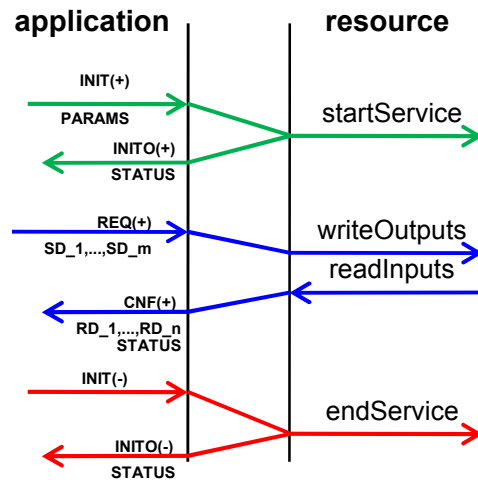 application resource
INIT(+)
PARAMS
startService
INITO(+)
STATUS
REQ(+)
writeOutputs
SD_1,...,SD_m
readInputs
CNF(+)
RD_1,...,RD_n
STATUS
INIT(-)
endService
INITO(-)
STATUS